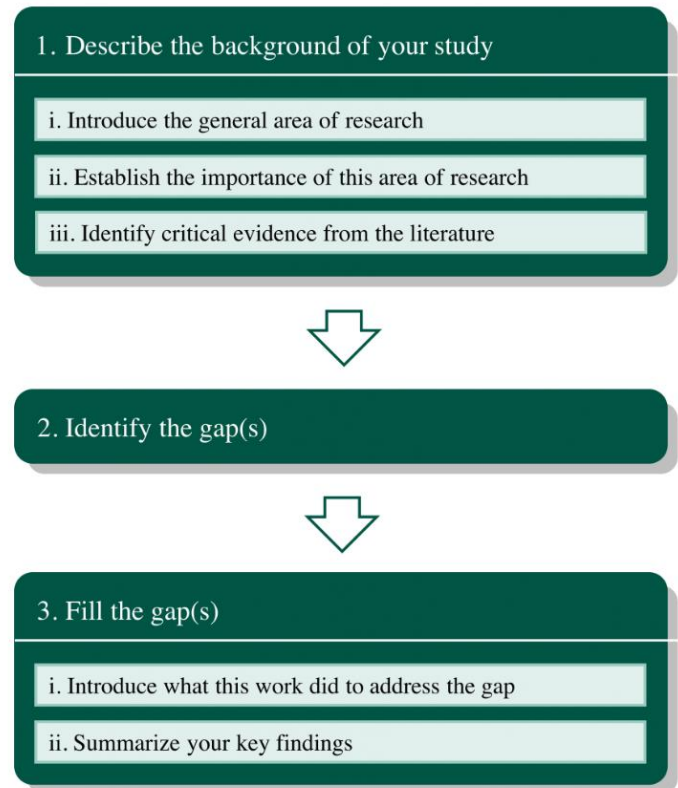 1. Describe the background of your study
i. Introduce the general area of research
ii. Establish the importance of this area of research
iii. Identify critical evidence from the literature
2. Identify the gap(s)
3. Fill the gap(s)
i. Introduce what this work did to address the gap
ii. Summarize your key findings